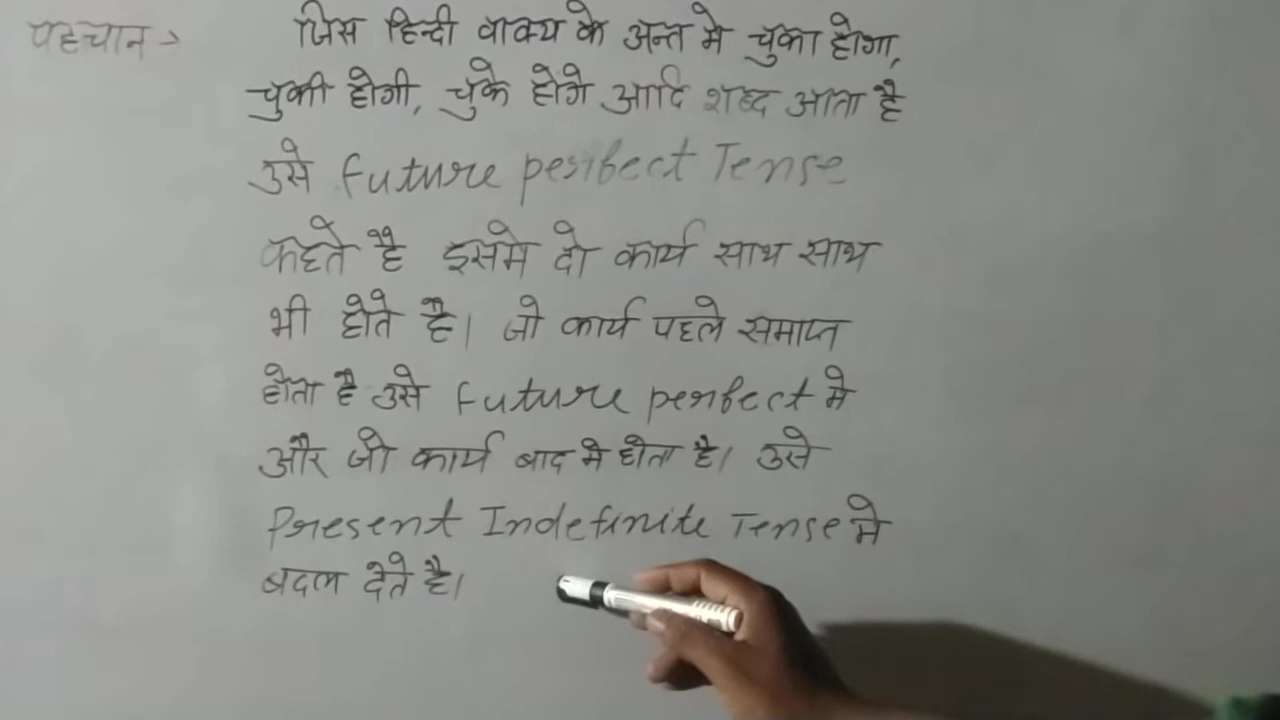 पहचान → जिस हिन्दी वाक्य के अन्त मे चुका होगा,
चुकी होगी, चुके होंगे आदि शब्द आता है
उसे Future perfect Tense
कहते है इसमे दो कार्य साथ साथ
भी होते है। जो कार्य पहले समाप्त
होता है उसे Future perfect मे
और जो कार्य बाद मे होता है। उसे
Present Indefinite Tense मे
बदल देते है।